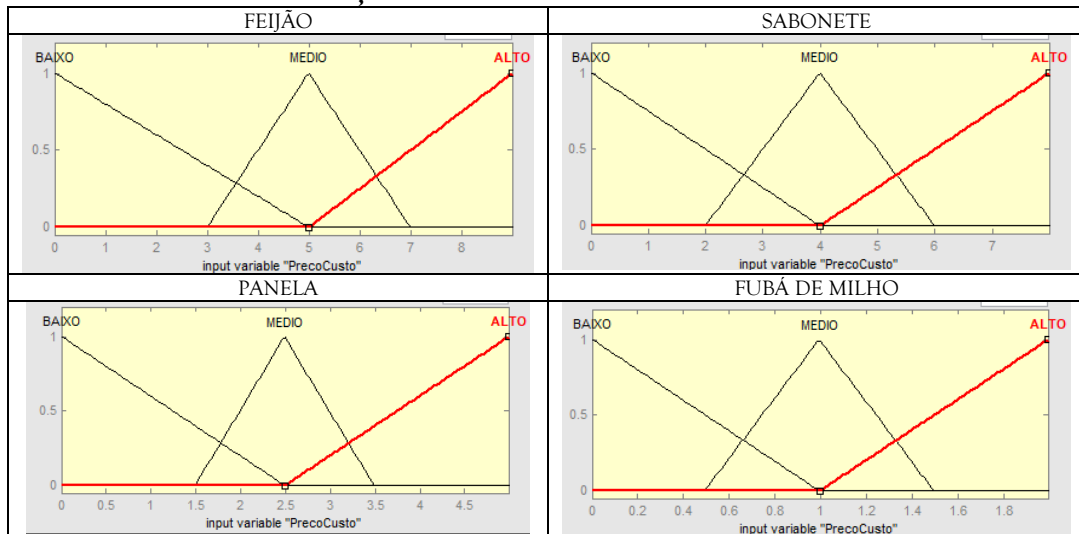 FEIJÃO
SABONETE
BAIXO MEDIO ALTO
1
0.5
0
0 1 2 3 4 5 6 7 8
input variable "PrecoCusto"
BAIXO MEDIO ALTO
1
0.5
0
0 1 2 3 4 5 6 7
input variable "PrecoCusto"
PANELA
FUBÁ DE MILHO
BAIXO MEDIO ALTO
1
0.5
0
0 0.5 1 1.5 2 2.5 3 3.5 4 4.5
input variable "PrecoCusto"
BAIXO MEDIO ALTO
1
0.5
0
0 0.2 0.4 0.6 0.8 1 1.2 1.4 1.6 1.8
input variable "PrecoCusto"